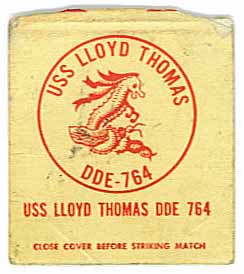 USS LLOYD THOMAS
DDE-764
USS LLOYD THOMAS DDE 764
CLOSE COVER BEFORE STRIKING MATCH